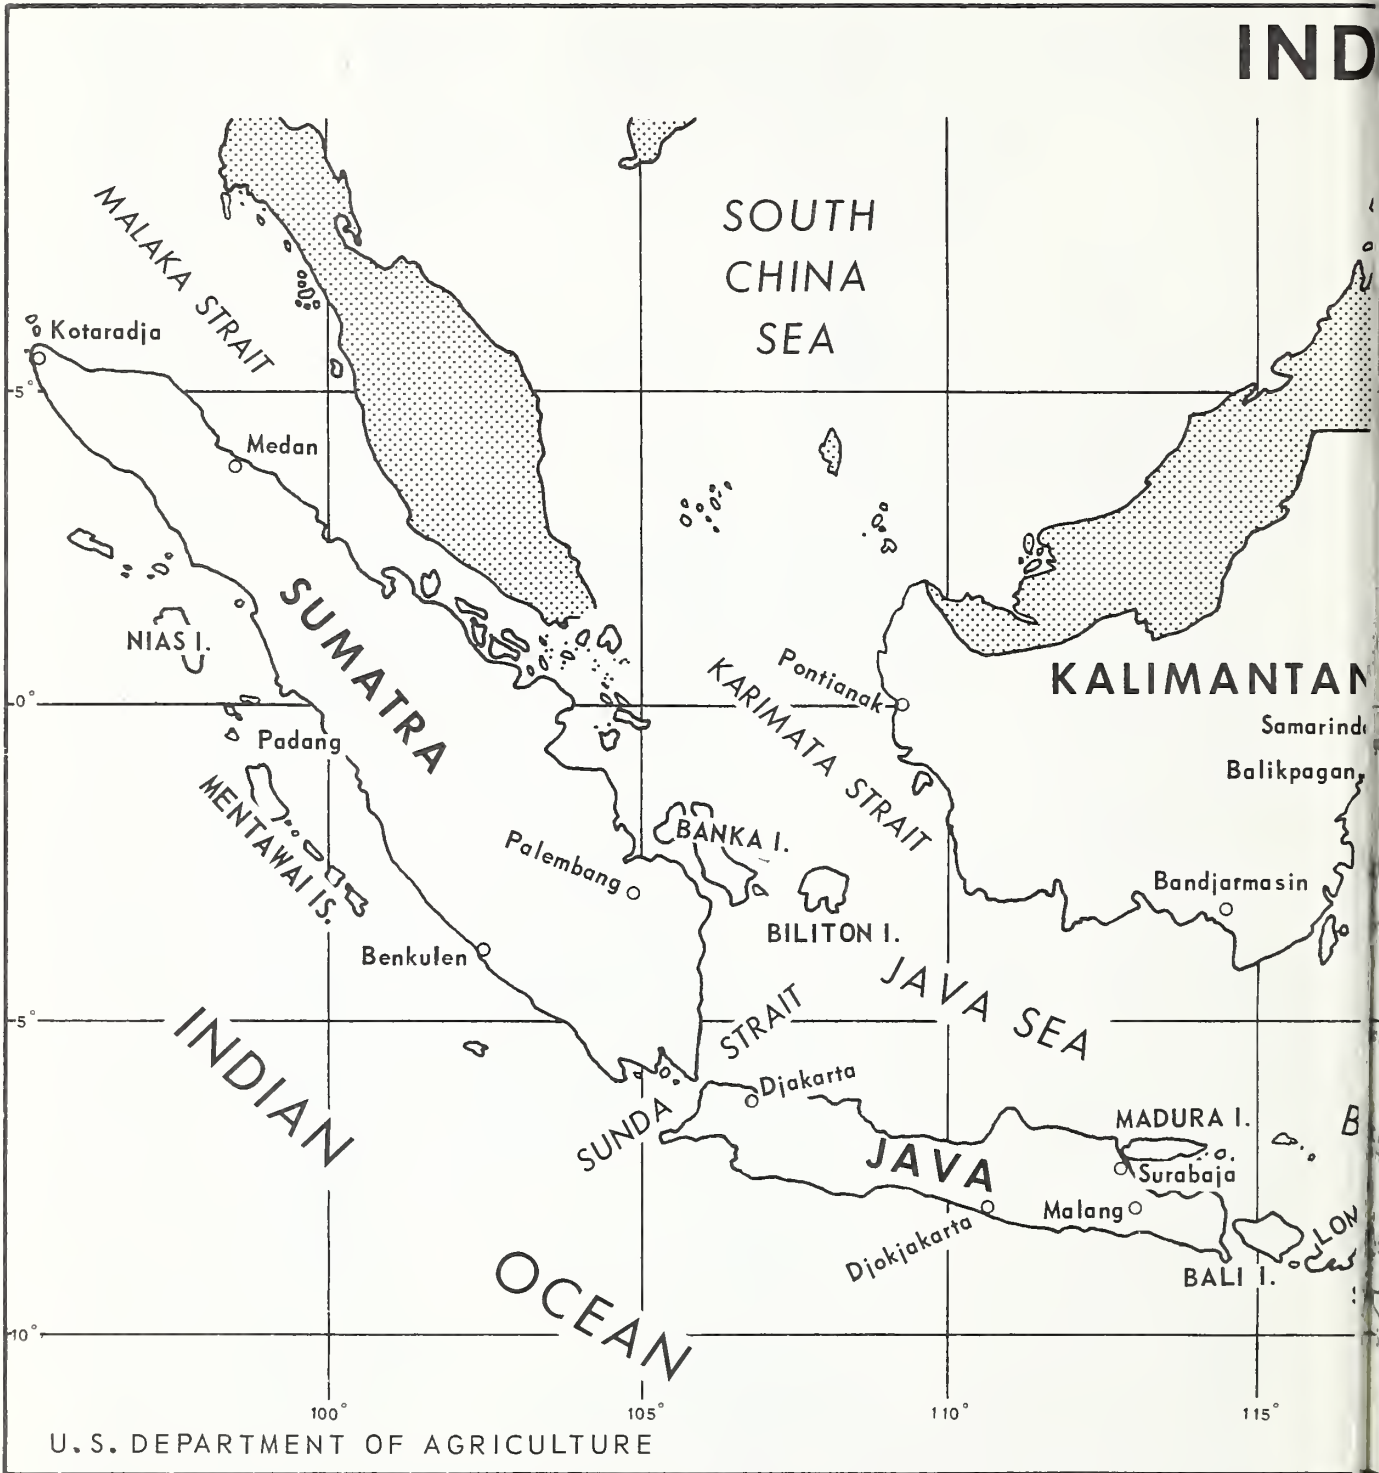 IND
SOUTH
CHINA
SEA
MALAKA STRAIT
Kotaradja
5°
Medan
SUMATRA
NIAS I.
Pontianak
KALIMANTAN
KARIMATA STRAIT
0°
Padang
Samarind
Balikpagan
MENTAWAI IS.
BANKA I.
Palembang
Bandjarmasin
BILITON I.
Benkulen
JAVA SEA
5°
INDIAN
OCEAN
SUNDA STRAIT
Djakarta
MADURA I.
B
JAVA
Surabaja
Malang
Djokjakarta
LOM
BALI I.
10°
100°
105°
110°
115°
U.S. DEPARTMENT OF AGRICULTURE